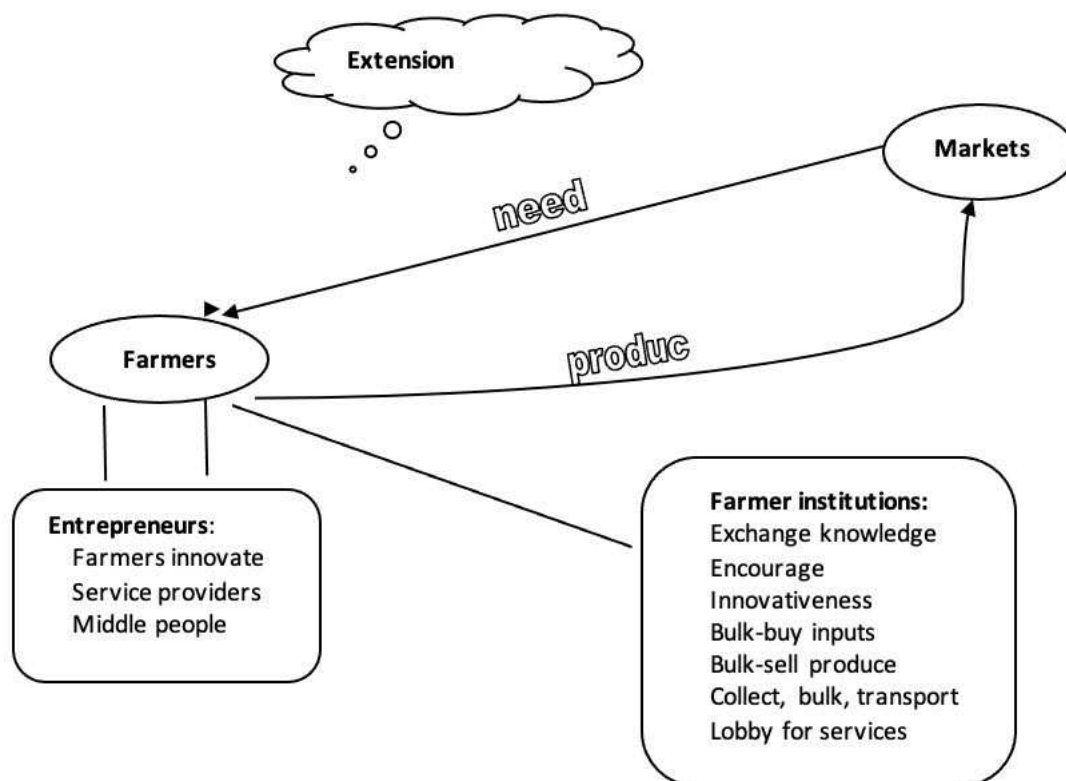 Extension
Markets
need
Farmers
produc
Entrepreneurs:
Farmers innovate
Service providers
Middle people
Farmer institutions:
Exchange knowledge
Encourage
Innovativeness
Bulk-buy inputs
Bulk-sell produce
Collect, bulk, transport
Lobby for services